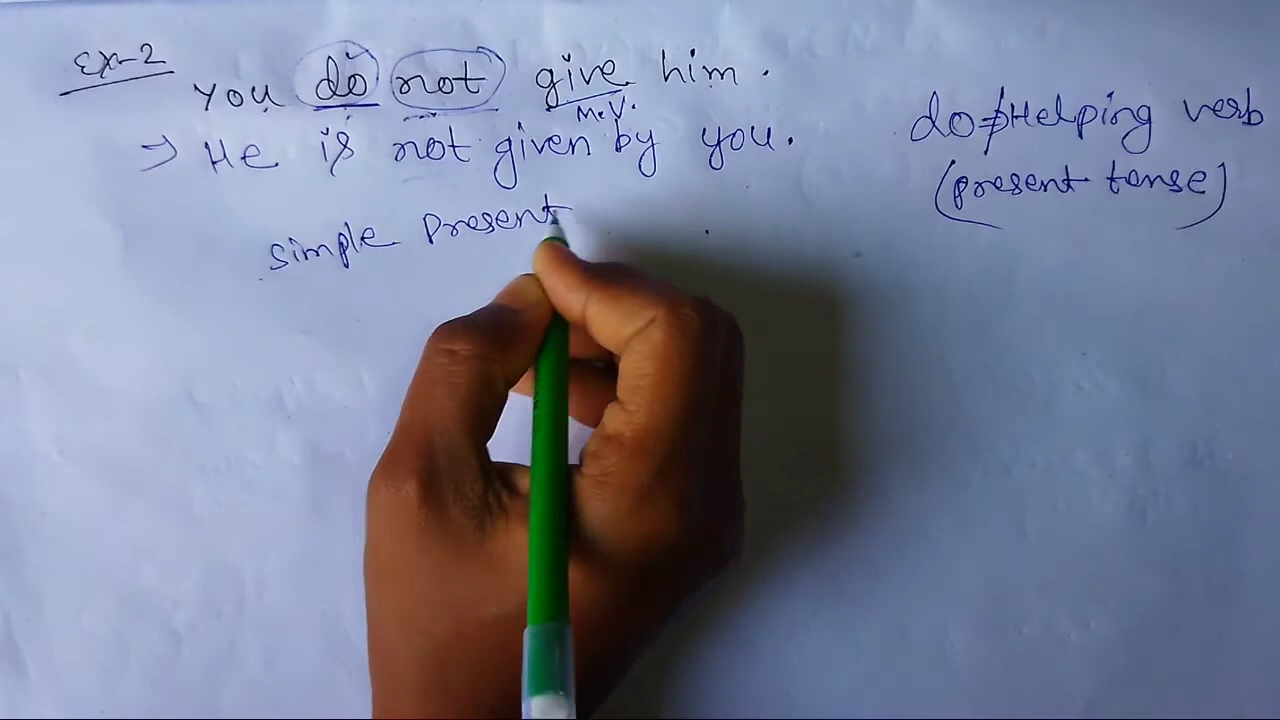 Ex-2
You do not give him.
M.V.
→ He is not given by you.
do ≠ Helping verb
(present tense)
simple Present